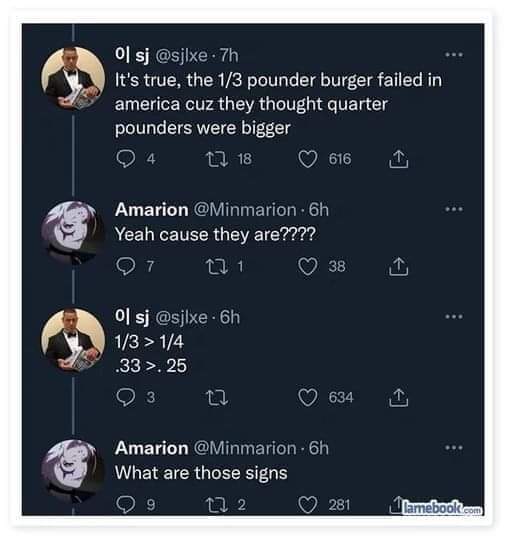 이 sj @sjlxe · 7h
It's true, the 1/3 pounder burger failed in
america cuz they thought quarter
pounders were bigger
4 18 616
Amarion @Minmarion · 6h
Yeah cause they are????
7 1 38
이 sj @sjlxe · 6h
1/3 > 1/4
.33 >. 25
3 634
Amarion @Minmarion · 6h
What are those signs
9 2 281
lamebook.com